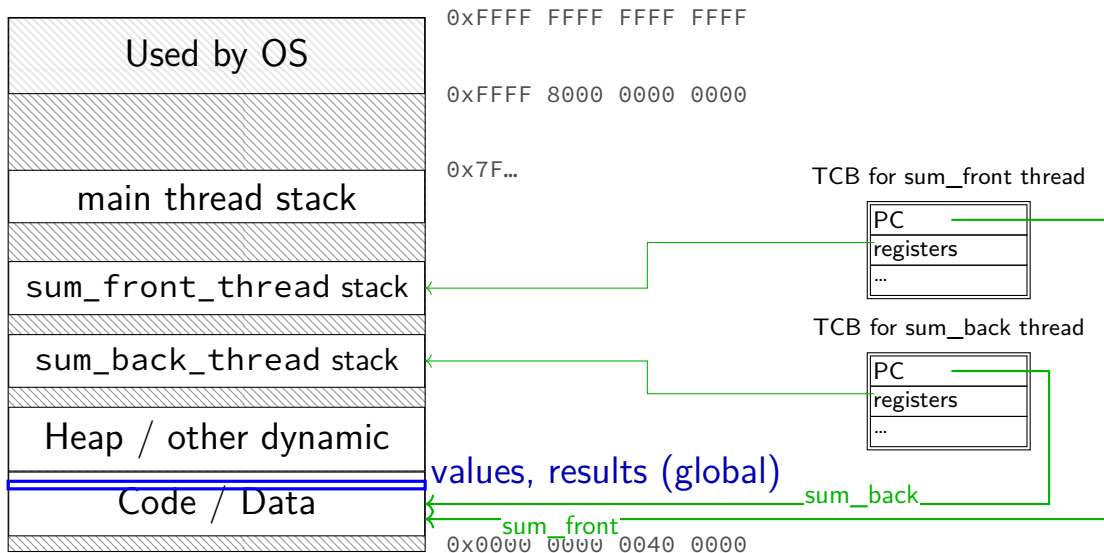 0xFFFF FFFF FFFF FFFF
Used by OS
0xFFFF 8000 0000 0000
0x7F…
main thread stack
sum_front_thread stack
sum_back_thread stack
Heap / other dynamic
values, results (global)
Code / Data
0x0000 0000 0040 0000
TCB for sum_front thread
PC
registers
...
TCB for sum_back thread
PC
registers
...
sum_back
sum_front